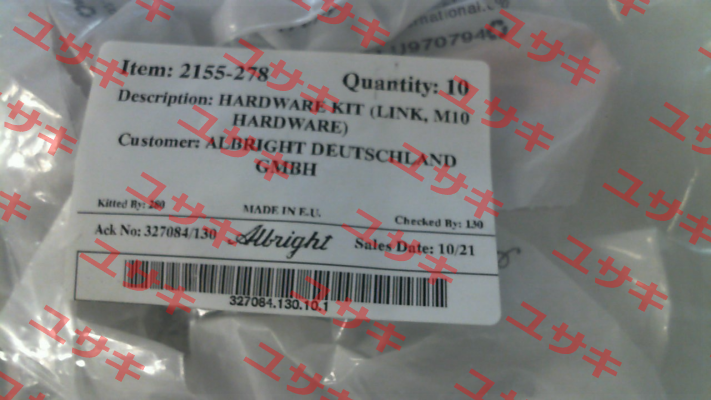 Item: 2155-278 Quantity: 10
Description: HARDWARE KIT (LINK, M10
HARDWARE)
Customer: ALBRIGHT DEUTSCHLAND
GMBH
Kitted By: 280 MADE IN E.U. Checked By: 130
Ack No: 327084/130 Albright Sales Date: 10/21
327084.130.10.1
ユサキ